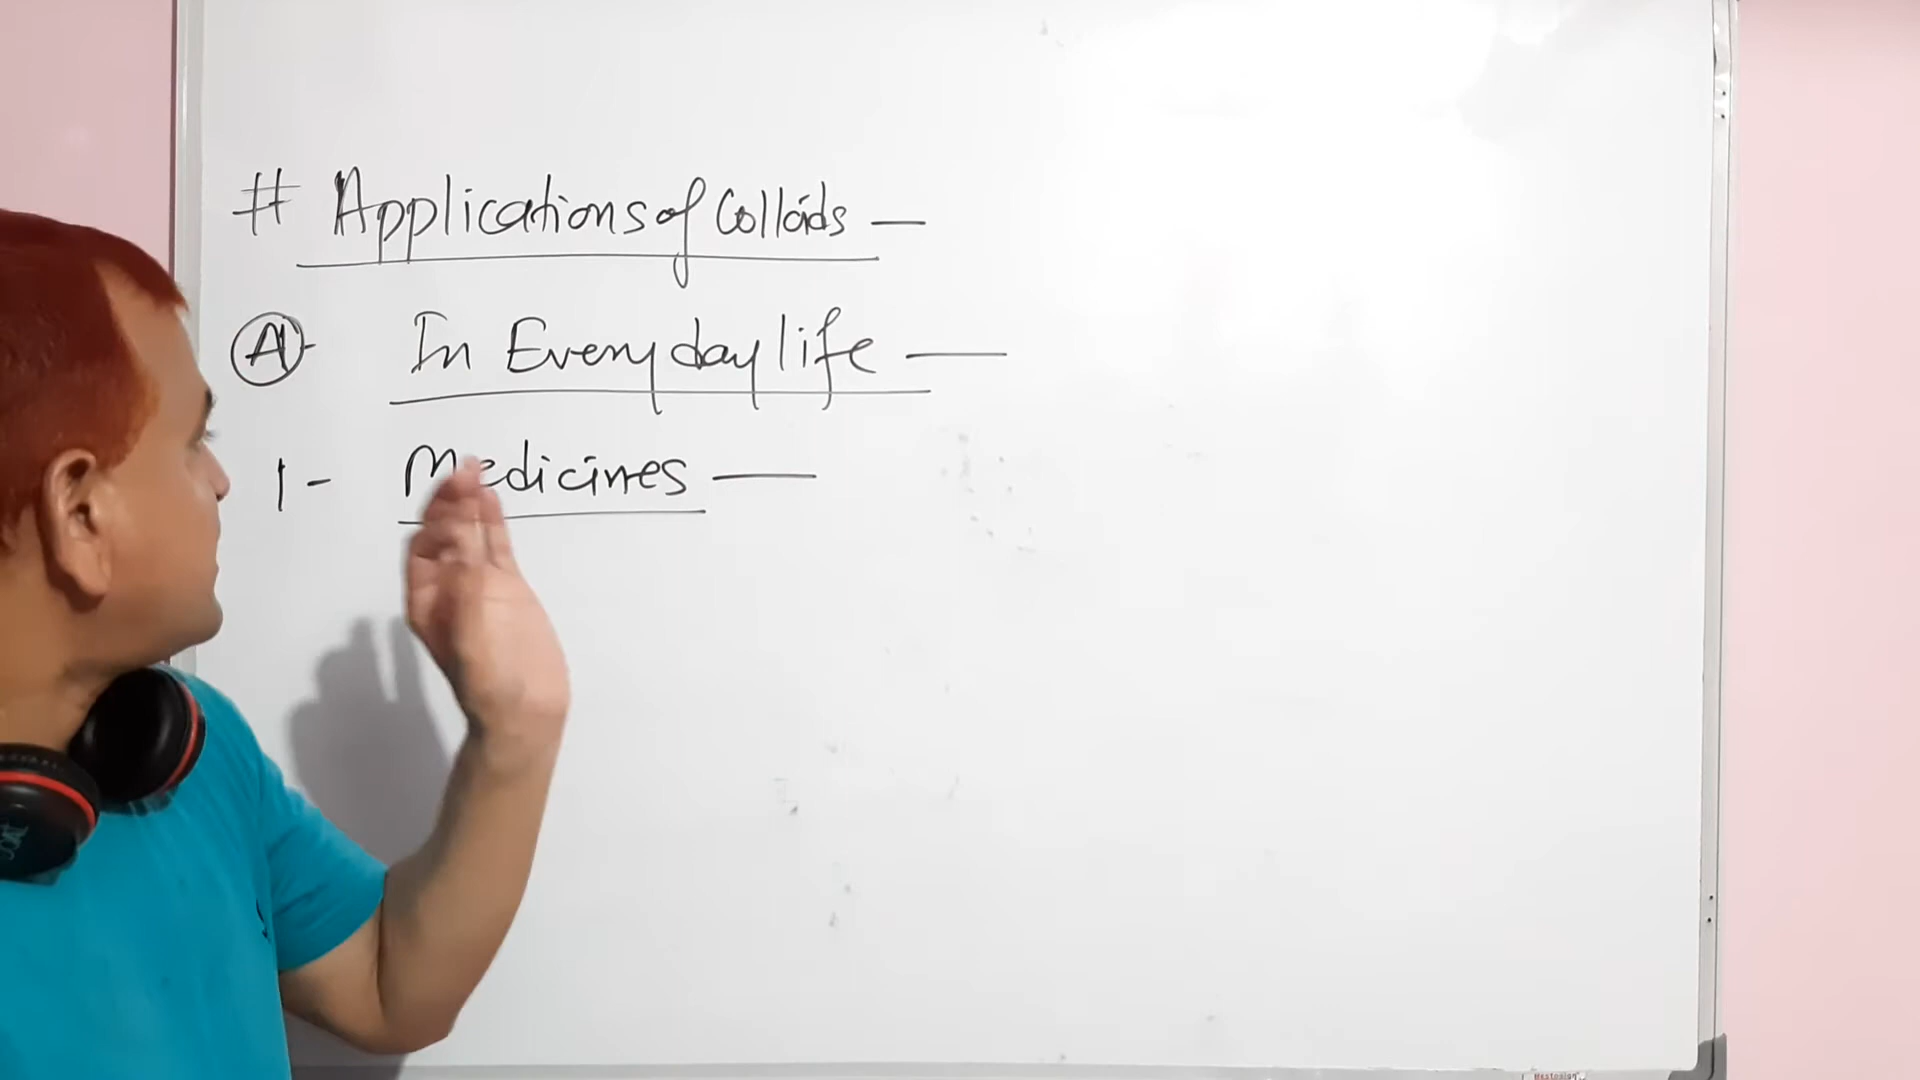 # Applications of Colloids —
(A)- In Everyday life —
1- Medicines —